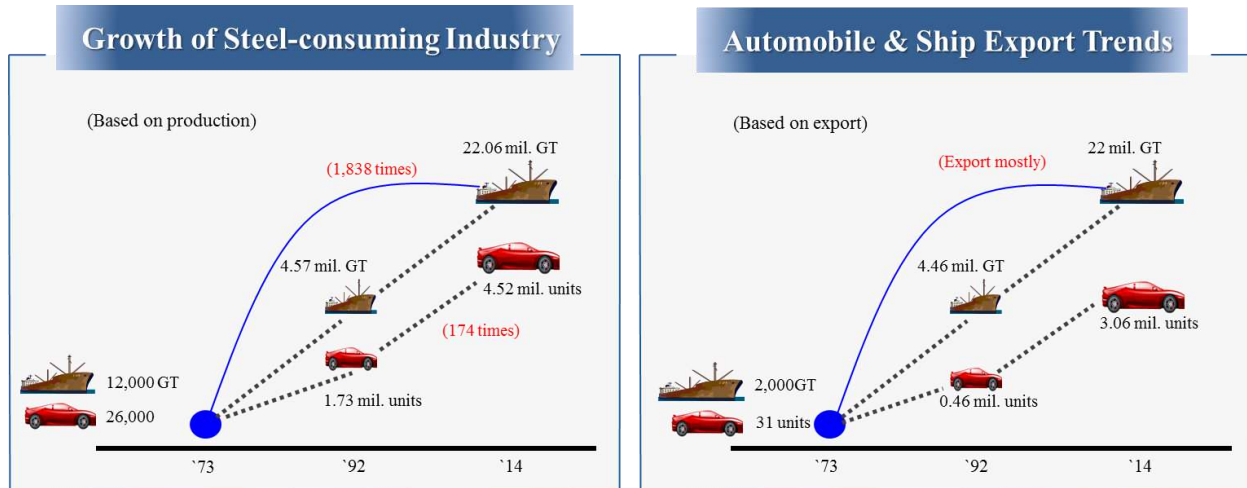 Growth of Steel-consuming Industry
(Based on production)
22.06 mil. GT
(1,838 times)
4.57 mil. GT
4.52 mil. units
(174 times)
12,000 GT
1.73 mil. units
26,000
`73
`92
`14
Automobile & Ship Export Trends
(Based on export)
22 mil. GT
(Export mostly)
4.46 mil. GT
3.06 mil. units
2,000GT
0.46 mil. units
31 units
`73
`92
`14